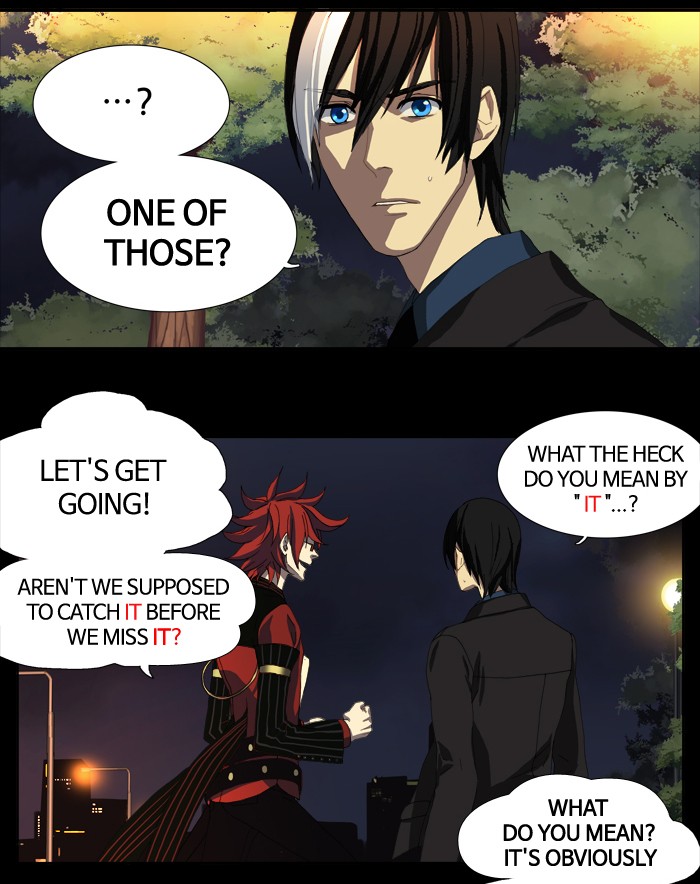 …?
ONE OF
THOSE?
LET'S GET
GOING!
AREN'T WE SUPPOSED
TO CATCH IT BEFORE
WE MISS IT?
WHAT THE HECK
DO YOU MEAN BY
" IT "...?
WHAT
DO YOU MEAN?
IT'S OBVIOUSLY